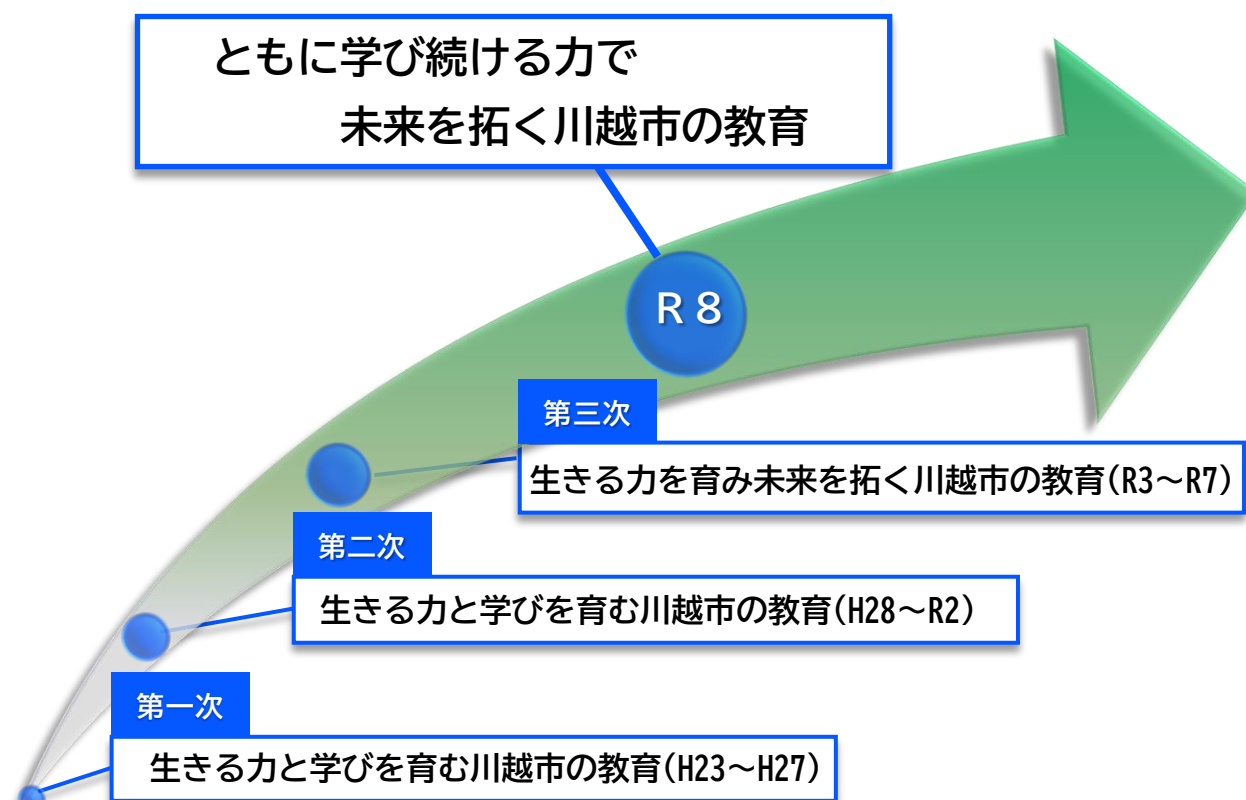 ともに学び続ける力で
未来を拓く川越市の教育
R8
第三次
生きる力を育み未来を拓く川越市の教育(R3～R7)
第二次
生きる力と学びを育む川越市の教育(H28～R2)
第一次
生きる力と学びを育む川越市の教育(H23～H27)